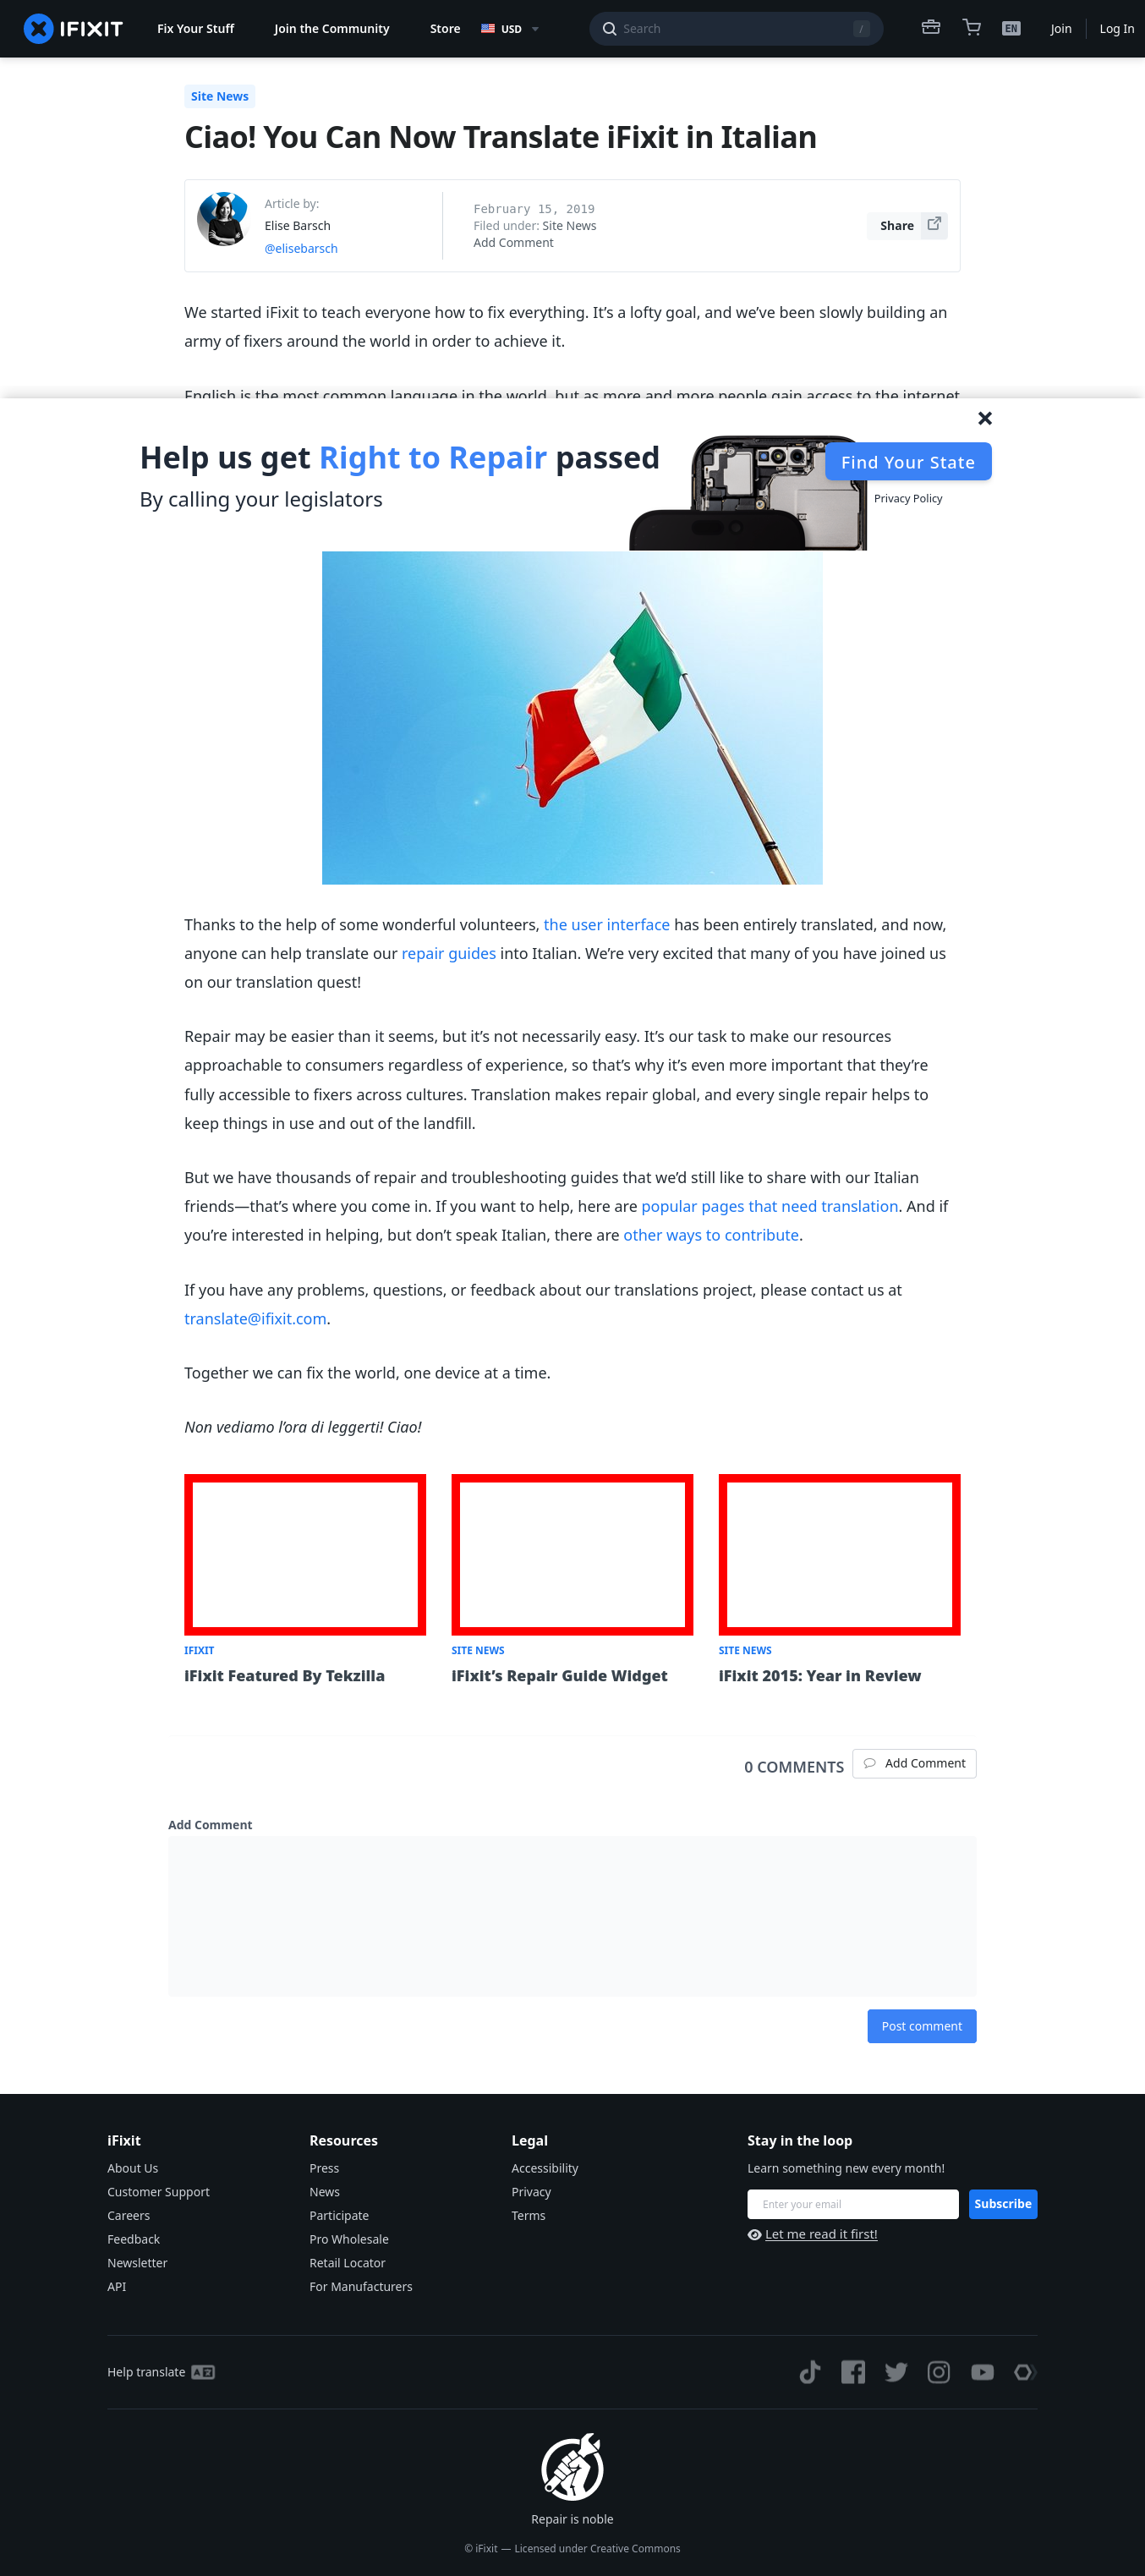 IFIXIT
Fix Your Stuff
Join the Community
Store
USD
Search
/
EN
Join
Log In
Site News
Ciao! You Can Now Translate iFixit in Italian
Article by:
Elise Barsch
@elisebarsch
February 15, 2019
Filed under: Site News
Add Comment
Share
We started iFixit to teach everyone how to fix everything. It’s a lofty goal, and we’ve been slowly building an
army of fixers around the world in order to achieve it.
English is the most common language in the world, but as more and more people gain access to the internet
Help us get Right to Repair passed
By calling your legislators
Find Your State
Privacy Policy
Thanks to the help of some wonderful volunteers, the user interface has been entirely translated, and now,
anyone can help translate our repair guides into Italian. We’re very excited that many of you have joined us
on our translation quest!
Repair may be easier than it seems, but it’s not necessarily easy. It’s our task to make our resources
approachable to consumers regardless of experience, so that’s why it’s even more important that they’re
fully accessible to fixers across cultures. Translation makes repair global, and every single repair helps to
keep things in use and out of the landfill.
But we have thousands of repair and troubleshooting guides that we’d still like to share with our Italian
friends—that’s where you come in. If you want to help, here are popular pages that need translation. And if
you’re interested in helping, but don’t speak Italian, there are other ways to contribute.
If you have any problems, questions, or feedback about our translations project, please contact us at
translate@ifixit.com.
Together we can fix the world, one device at a time.
Non vediamo l’ora di leggerti! Ciao!
IFIXIT
iFixit Featured By Tekzilla
SITE NEWS
iFixit’s Repair Guide Widget
SITE NEWS
iFixit 2015: Year in Review
0 COMMENTS
Add Comment
Add Comment
Post comment
iFixit
About Us
Customer Support
Careers
Feedback
Newsletter
API
Resources
Press
News
Participate
Pro Wholesale
Retail Locator
For Manufacturers
Legal
Accessibility
Privacy
Terms
Stay in the loop
Learn something new every month!
Enter your email
Subscribe
Let me read it first!
Help translate
Repair is noble
© iFixit — Licensed under Creative Commons